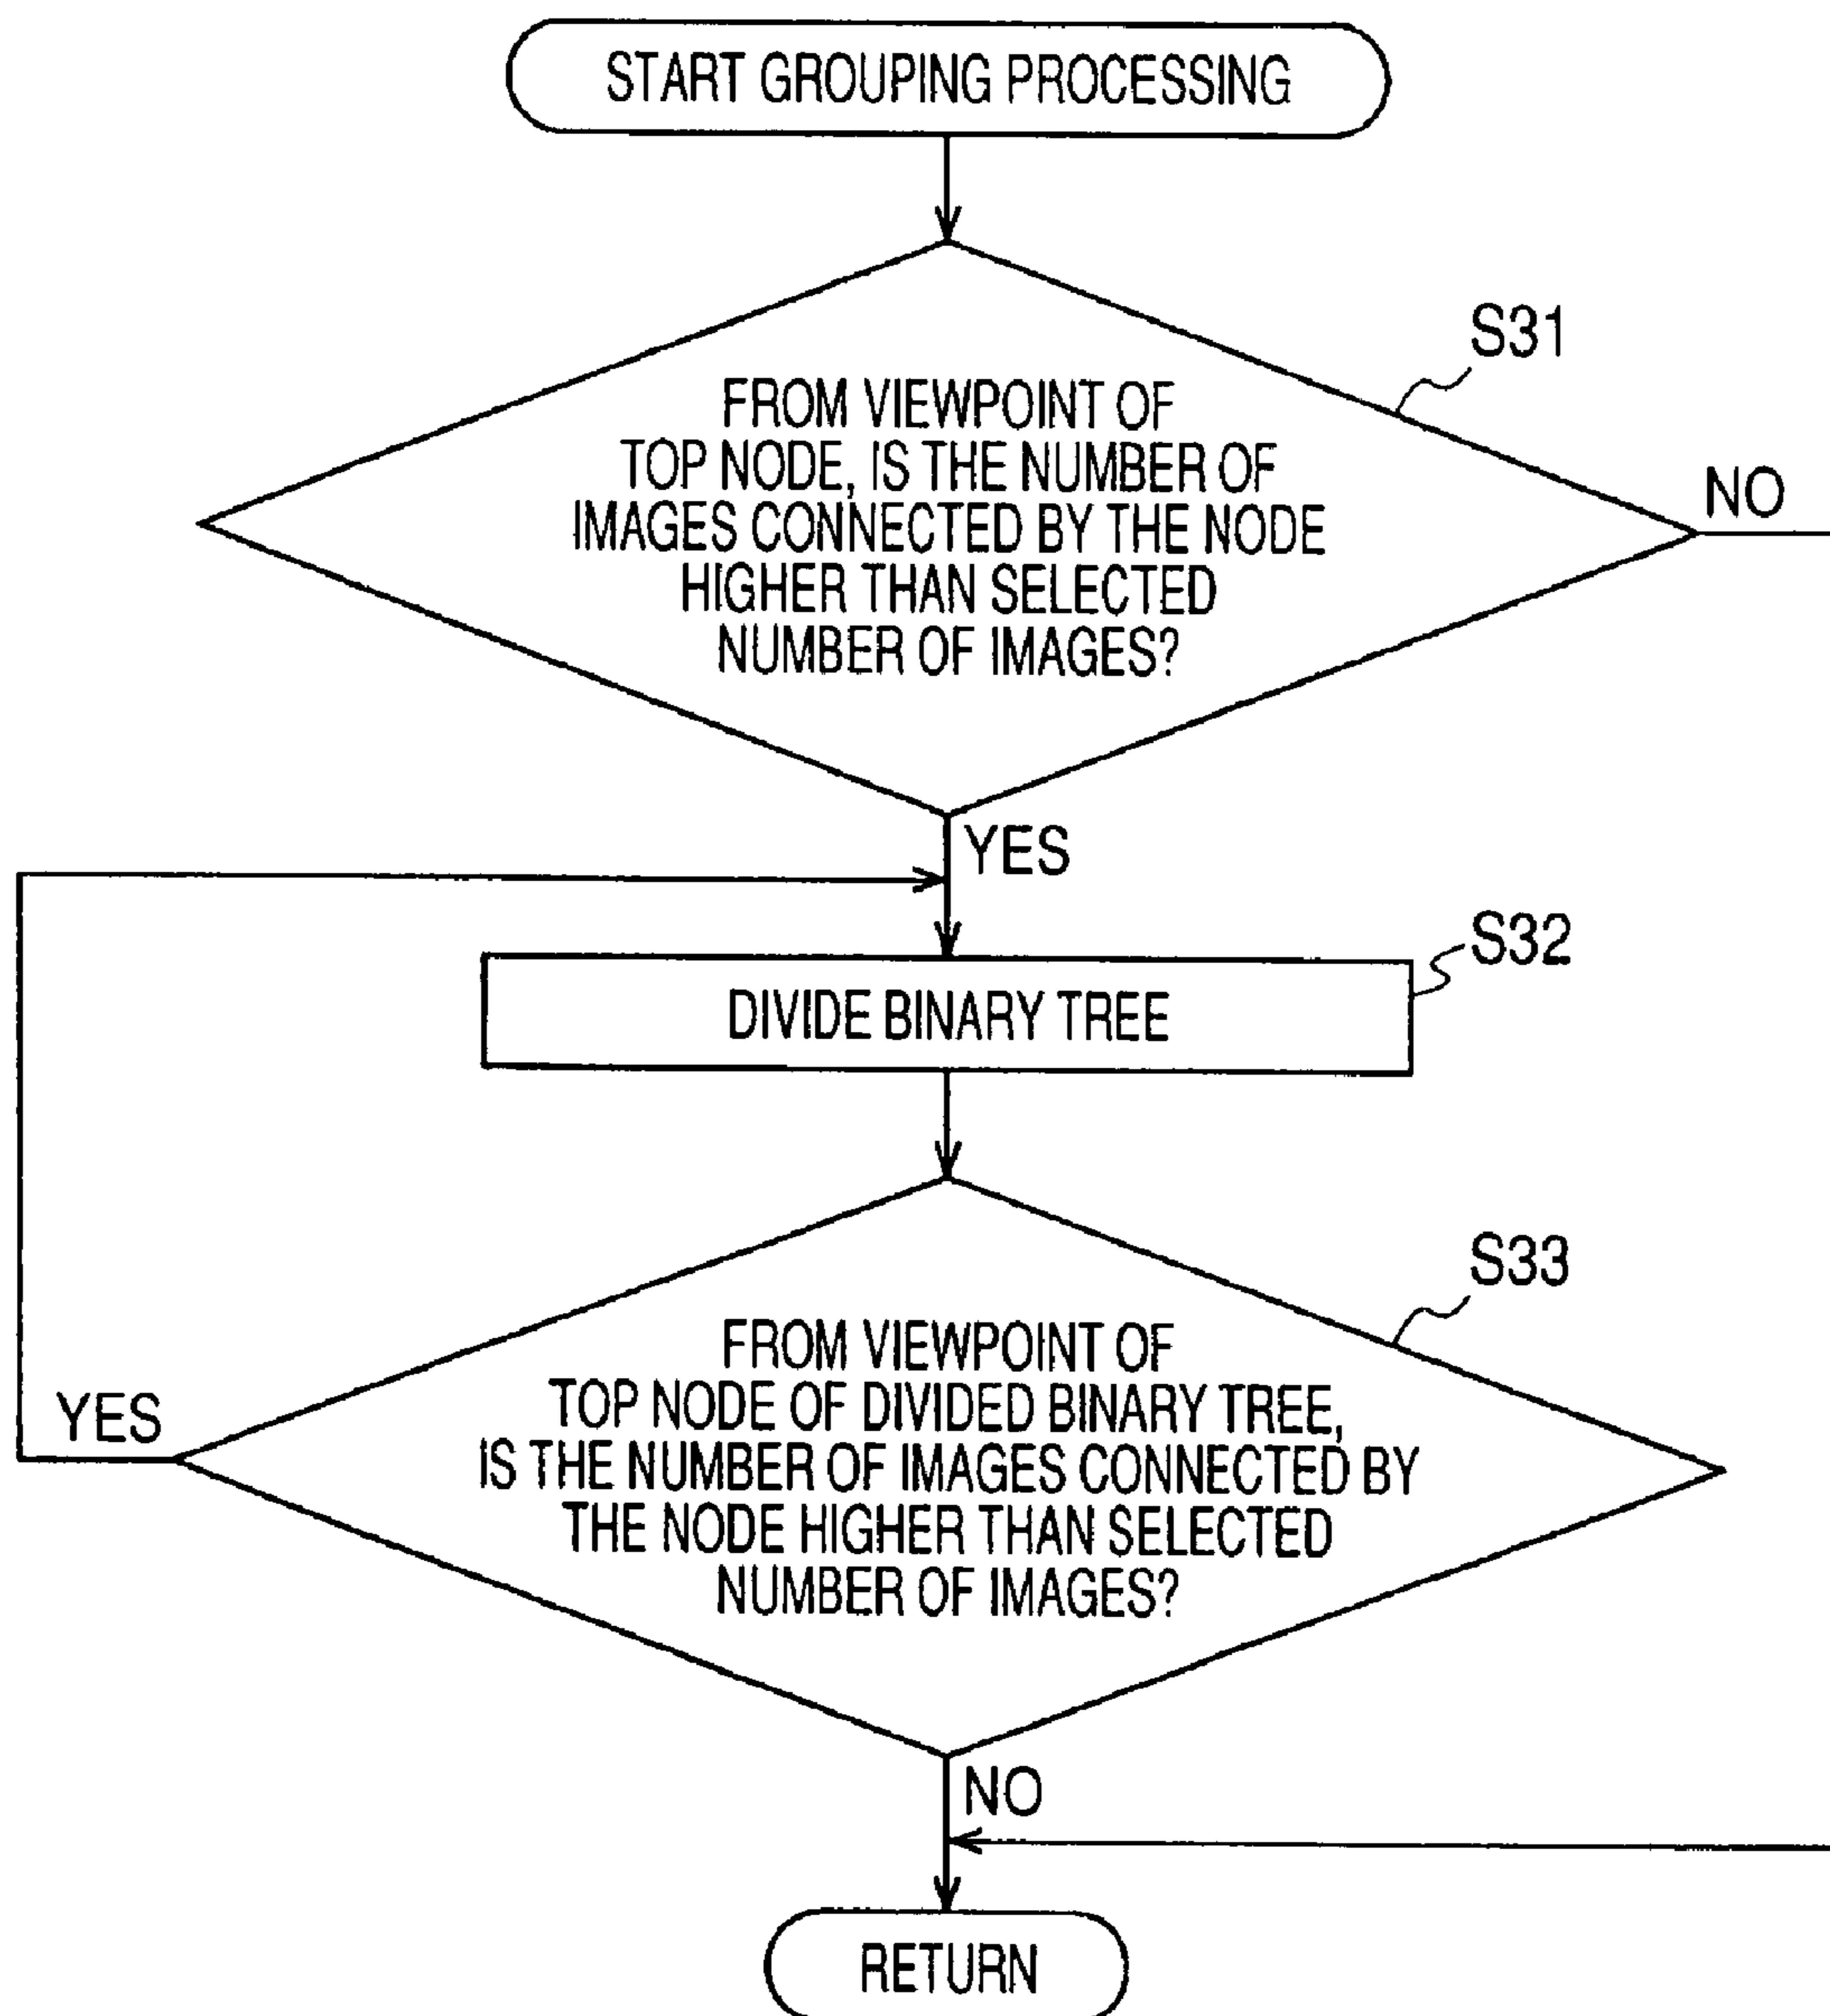 START GROUPING PROCESSING
S31
FROM VIEWPOINT OF
TOP NODE, IS THE NUMBER OF
IMAGES CONNECTED BY THE NODE
HIGHER THAN SELECTED
NUMBER OF IMAGES?
NO
YES
S32
DIVIDE BINARY TREE
S33
FROM VIEWPOINT OF
TOP NODE OF DIVIDED BINARY TREE,
IS THE NUMBER OF IMAGES CONNECTED BY
THE NODE HIGHER THAN SELECTED
NUMBER OF IMAGES?
YES
NO
RETURN